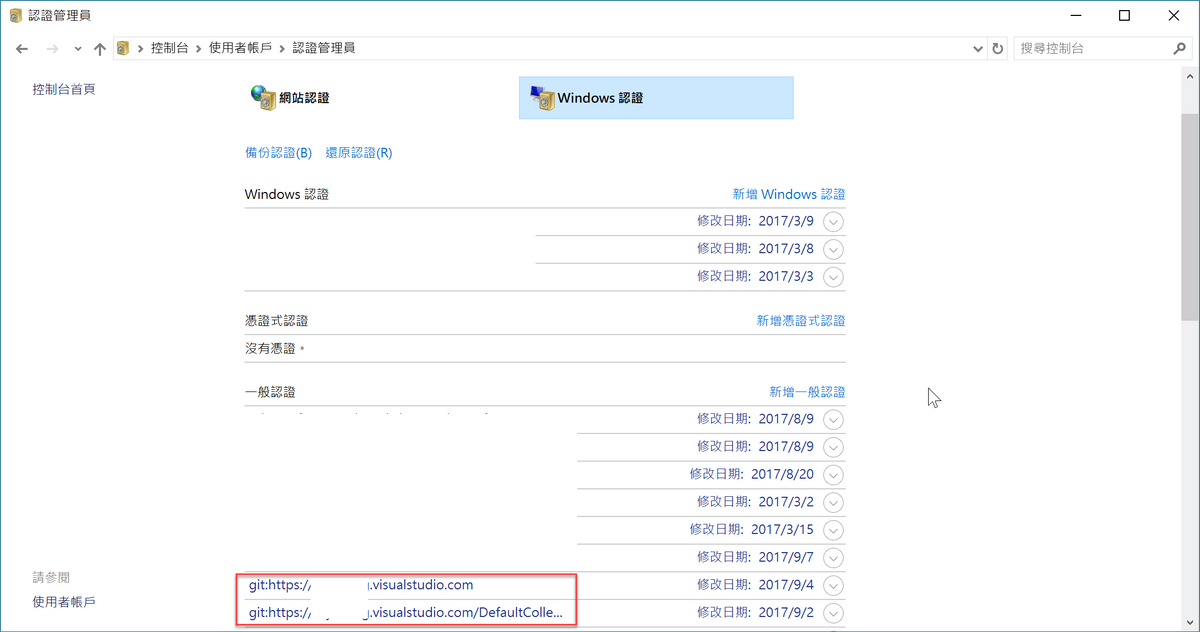 認證管理員
控制台 使用者帳戶 認證管理員
搜尋控制台
控制台首頁
網站認證
Windows 認證
備份認證(B) 還原認證(R)
Windows 認證 新增 Windows 認證
修改日期: 2017/3/9
修改日期: 2017/3/8
修改日期: 2017/3/3
憑證式認證 新增憑證式認證
沒有憑證。
一般認證 新增一般認證
修改日期: 2017/8/9
修改日期: 2017/8/9
修改日期: 2017/8/20
修改日期: 2017/3/2
修改日期: 2017/3/15
修改日期: 2017/9/7
git:https:// .visualstudio.com 修改日期: 2017/9/4
git:https:// .visualstudio.com/DefaultColle... 修改日期: 2017/9/2
請參閱
使用者帳戶